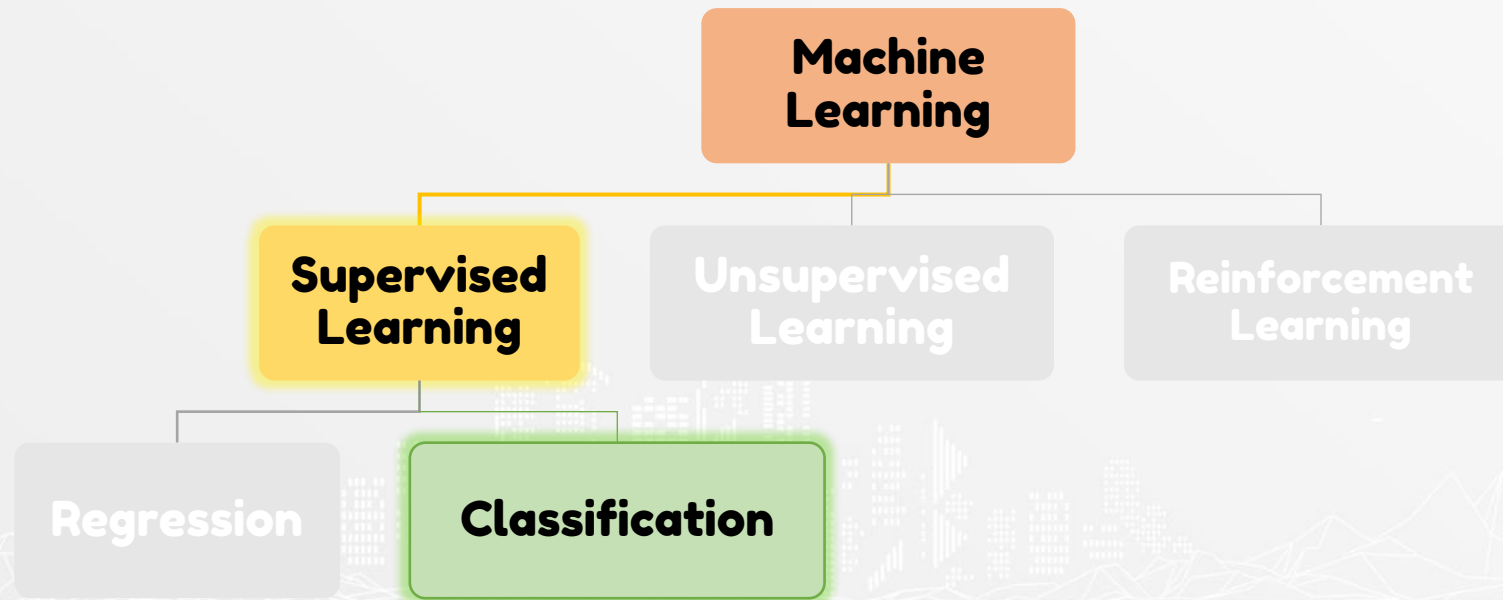 Machine
Learning
Supervised
Learning
Unsupervised
Learning
Reinforcement
Learning
Regression
Classification